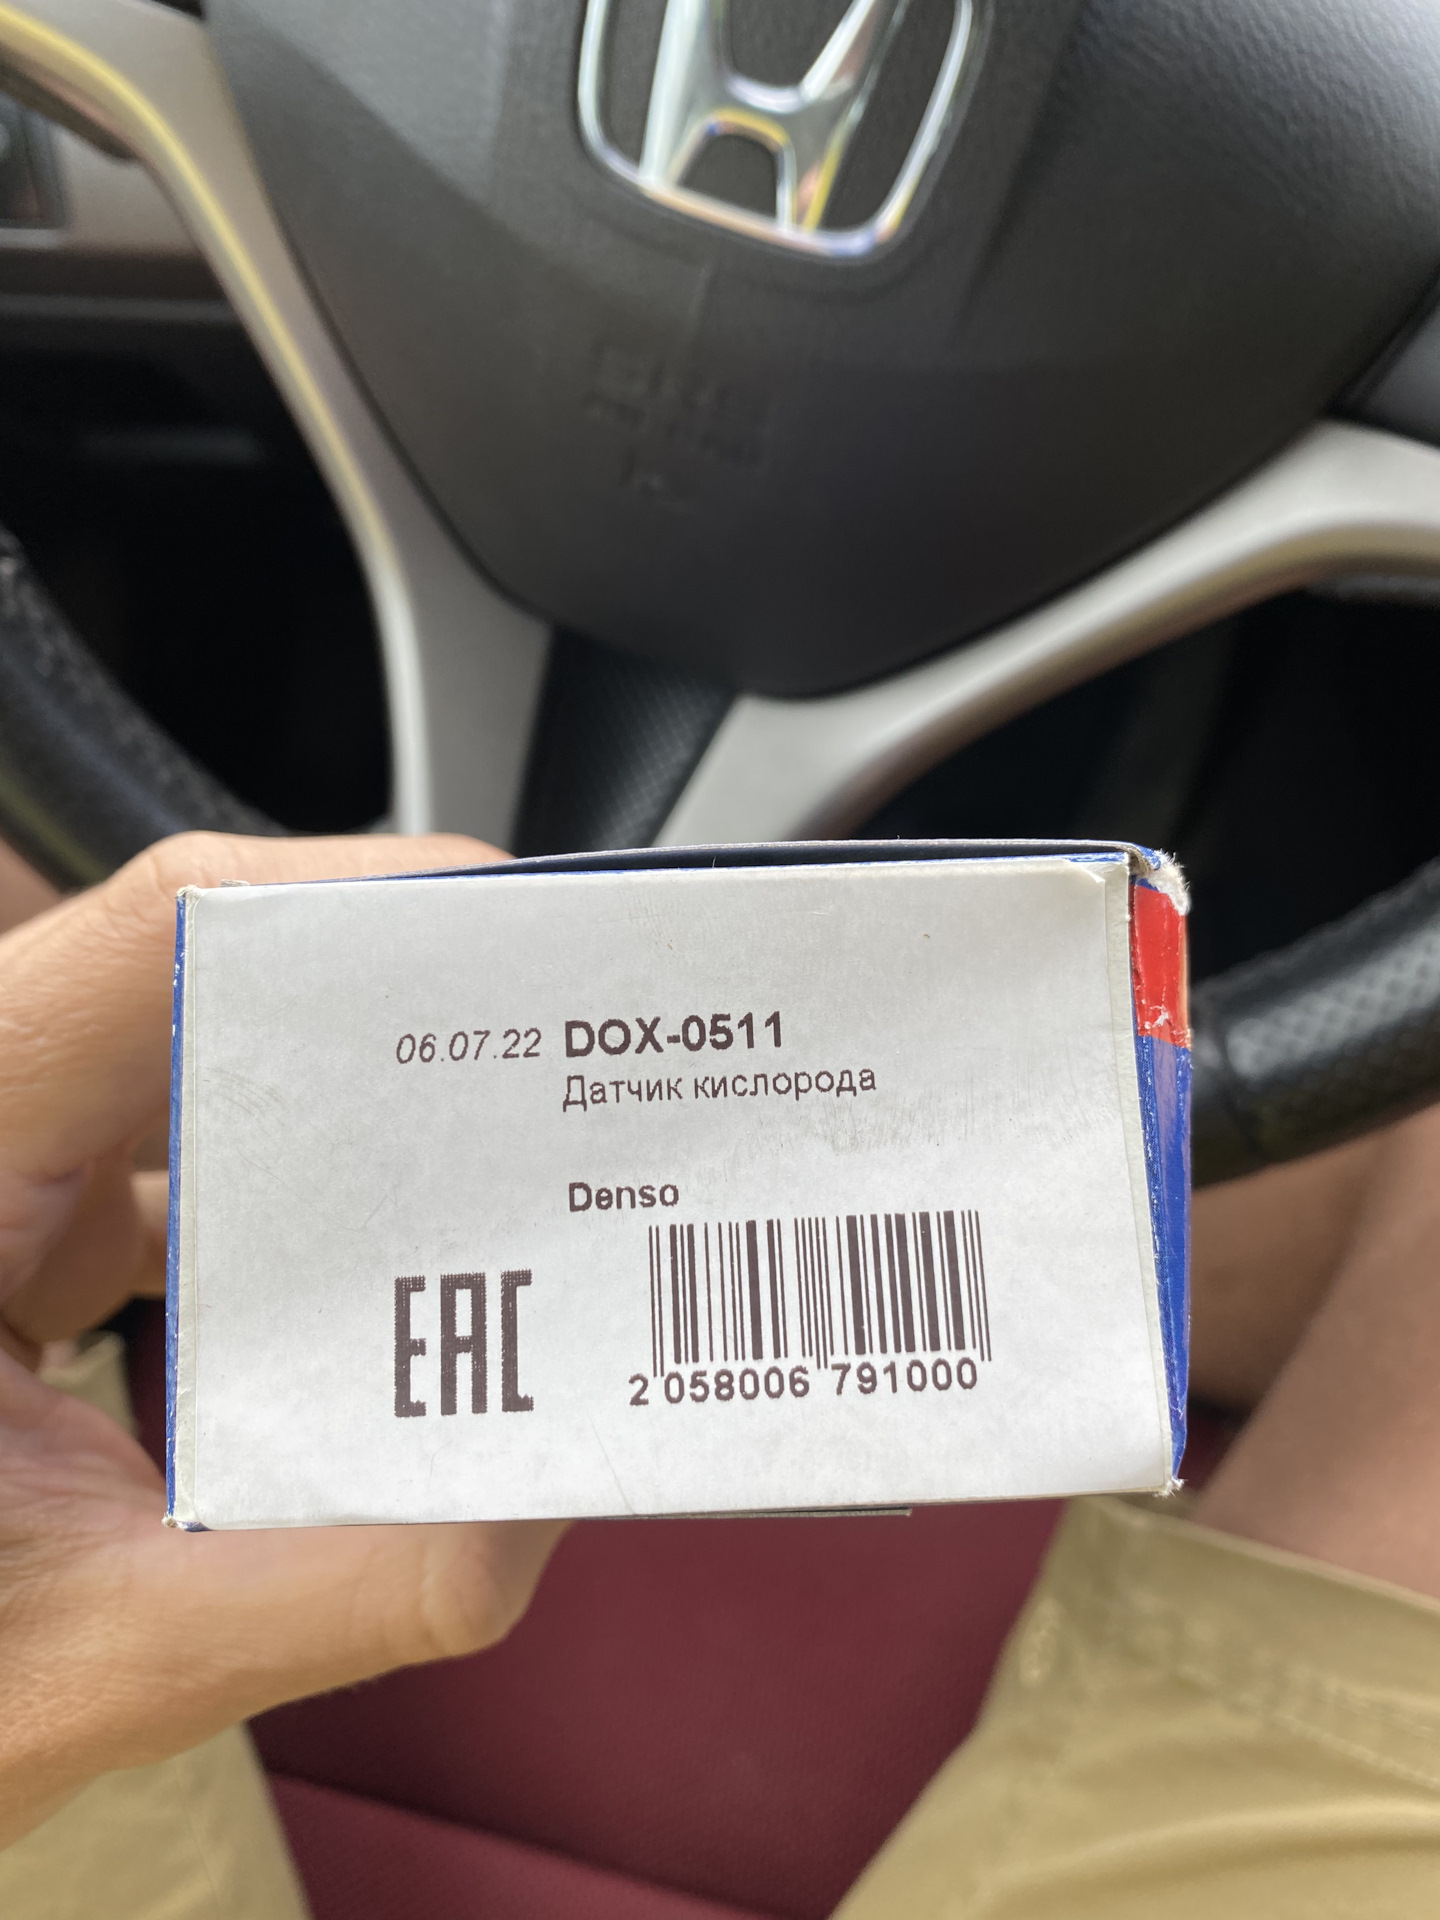 06.07.22 DOX-0511
Датчик кислорода
Denso
EAC
2 058006 791000